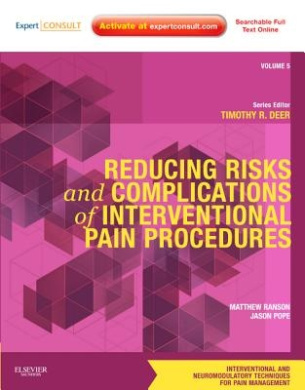 Expert CONSULT
Activate at expertconsult.com
Searchable Full
Text Online
VOLUME 5
Series Editor
TIMOTHY R. DEER
REDUCING RISKS
and COMPLICATIONS
of INTERVENTIONAL
PAIN PROCEDURES
MATTHEW RANSON
JASON POPE
ELSEVIER
SAUNDERS
INTERVENTIONAL AND
NEUROMODULATORY TECHNIQUES
FOR PAIN MANAGEMENT